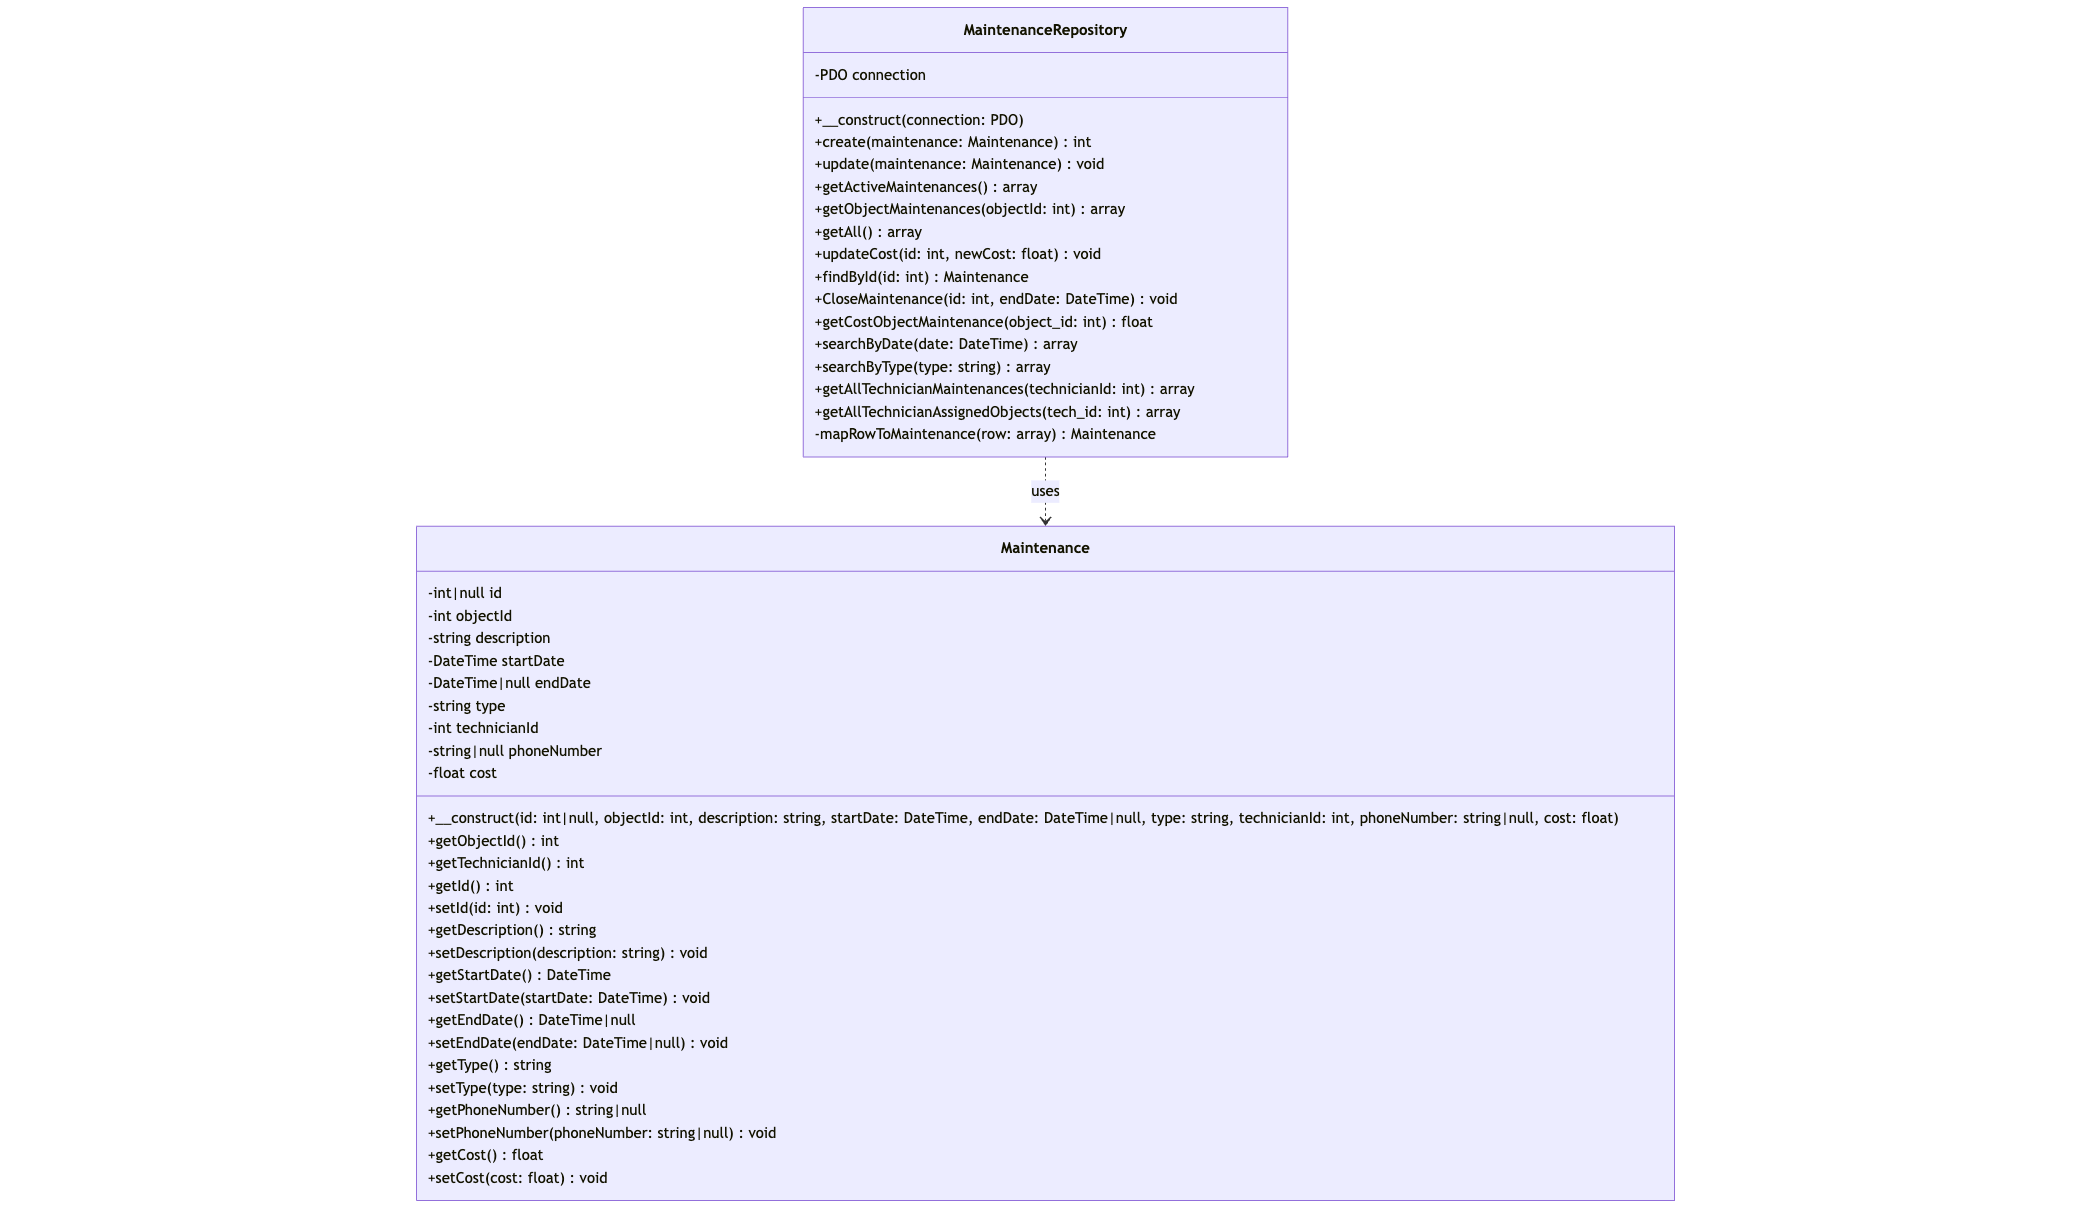 MaintenanceRepository
-PDO connection
+__construct(connection: PDO)
+create(maintenance: Maintenance) : int
+update(maintenance: Maintenance) : void
+getActiveMaintenances() : array
+getObjectMaintenances(objectId: int) : array
+getAll() : array
+updateCost(id: int, newCost: float) : void
+findById(id: int) : Maintenance
+CloseMaintenance(id: int, endDate: DateTime) : void
+getCostObjectMaintenance(object_id: int) : float
+searchByDate(date: DateTime) : array
+searchByType(type: string) : array
+getAllTechnicianMaintenances(technicianId: int) : array
+getAllTechnicianAssignedObjects(tech_id: int) : array
-mapRowToMaintenance(row: array) : Maintenance
uses
Maintenance
-int|null id
-int objectId
-string description
-DateTime startDate
-DateTime|null endDate
-string type
-int technicianId
-string|null phoneNumber
-float cost
+__construct(id: int|null, objectId: int, description: string, startDate: DateTime, endDate: DateTime|null, type: string, technicianId: int, phoneNumber: string|null, cost: float)
+getObjectId() : int
+getTechnicianId() : int
+getId() : int
+setId(id: int) : void
+getDescription() : string
+setDescription(description: string) : void
+getStartDate() : DateTime
+setStartDate(startDate: DateTime) : void
+getEndDate() : DateTime|null
+setEndDate(endDate: DateTime|null) : void
+getType() : string
+setType(type: string) : void
+getPhoneNumber() : string|null
+setPhoneNumber(phoneNumber: string|null) : void
+getCost() : float
+setCost(cost: float) : void